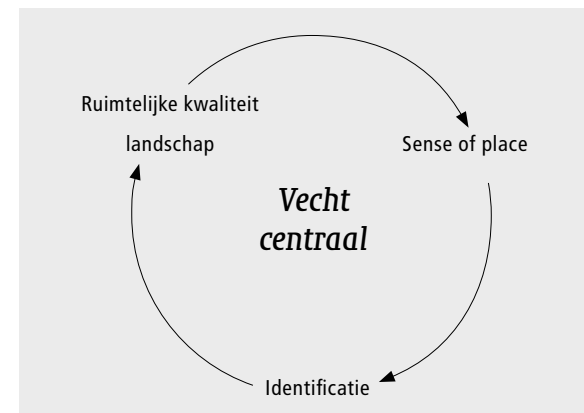 Ruimtelijke kwaliteit
landschap
Sense of place
Vecht
centraal
Identificatie